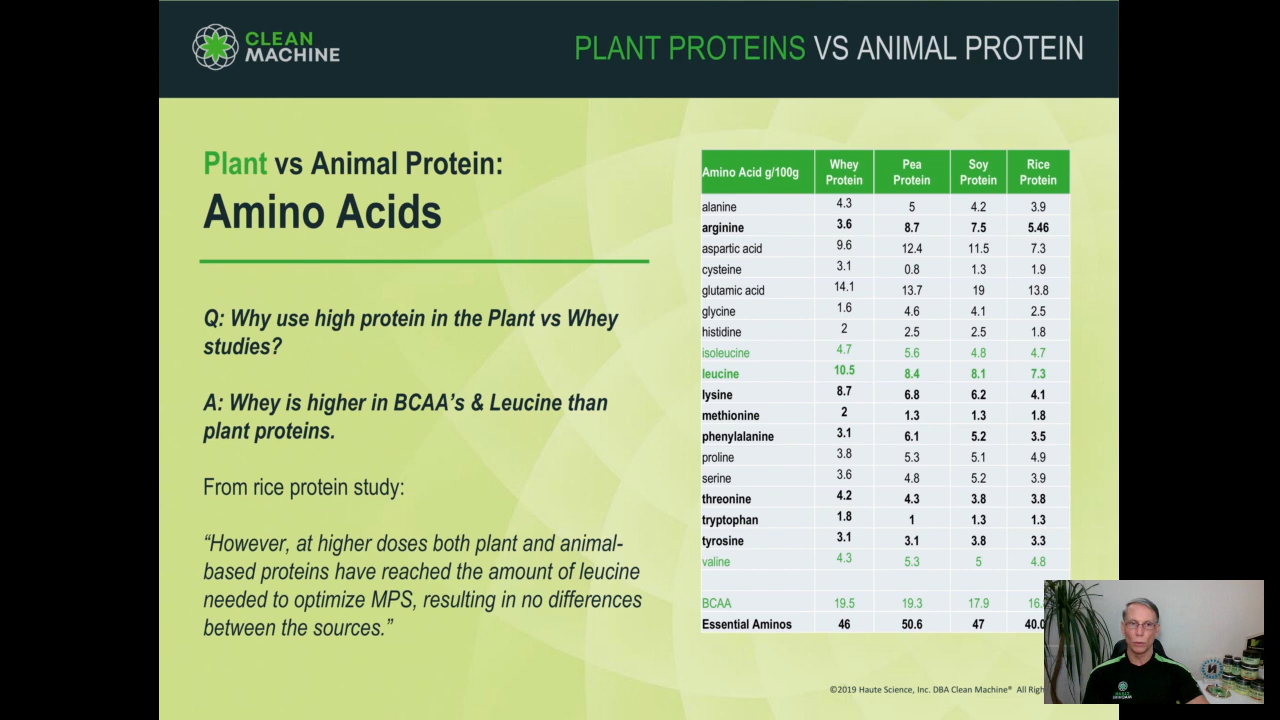 CLEAN
MACHINE
PLANT PROTEINS VS ANIMAL PROTEIN
Plant vs Animal Protein:
Amino Acids
Q: Why use high protein in the Plant vs Whey
studies?
A: Whey is higher in BCAA's & Leucine than
plant proteins.
From rice protein study:
“However, at higher doses both plant and animal-
based proteins have reached the amount of leucine
needed to optimize MPS, resulting in no differences
between the sources.”
Amino Acid g/100g Whey Protein Pea Protein Soy Protein Rice Protein
alanine 4.3 5 4.2 3.9
arginine 3.6 8.7 7.5 5.46
aspartic acid 9.6 12.4 11.5 7.3
cysteine 3.1 0.8 1.3 1.9
glutamic acid 14.1 13.7 19 13.8
glycine 1.6 4.6 4.1 2.5
histidine 2 2.5 2.5 1.8
isoleucine 4.7 5.6 4.8 4.7
leucine 10.5 8.4 8.1 7.3
lysine 8.7 6.8 6.2 4.1
methionine 2 1.3 1.3 1.8
phenylalanine 3.1 6.1 5.2 3.5
proline 3.8 5.3 5.1 4.9
serine 3.6 4.8 5.2 3.9
threonine 4.2 4.3 3.8 3.8
tryptophan 1.8 1 1.3 1.3
tyrosine 3.1 3.1 3.8 3.3
valine 4.3 5.3 5 4.8
BCAA 19.5 19.3 17.9 16.
Essential Aminos 46 50.6 47 40.0
©2019 Haute Science, Inc. DBA Clean Machine® All Rig